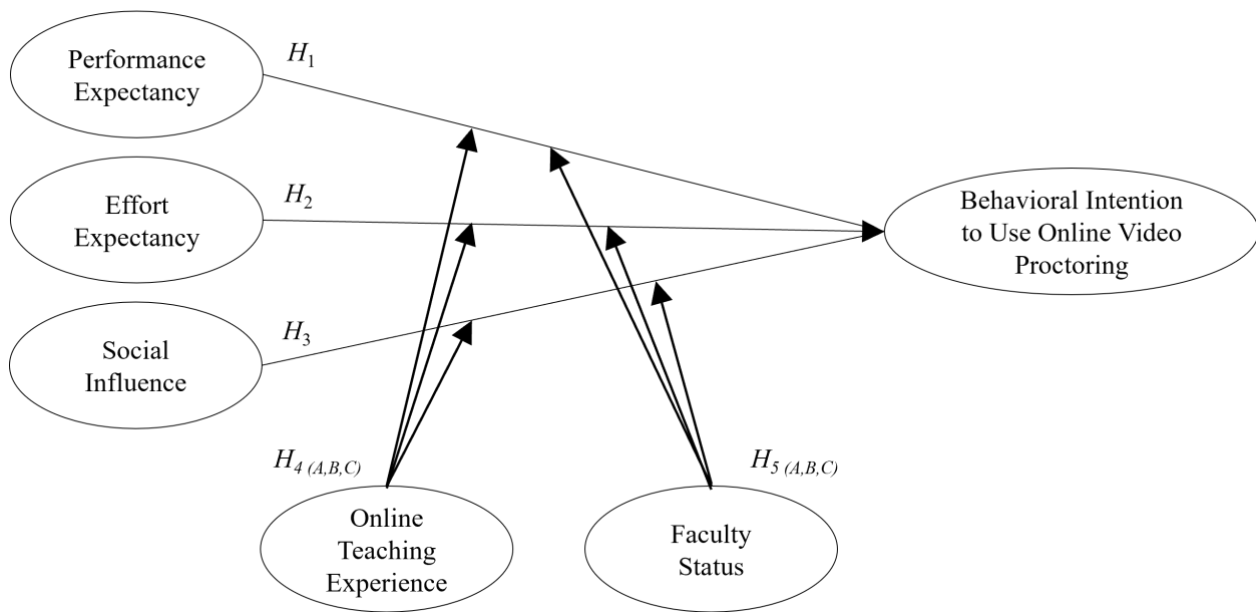 Performance
Expectancy
H1
Effort
Expectancy
H2
Social
Influence
H3
Behavioral Intention
to Use Online Video
Proctoring
H4 (A,B,C)
H5 (A,B,C)
Online
Teaching
Experience
Faculty
Status